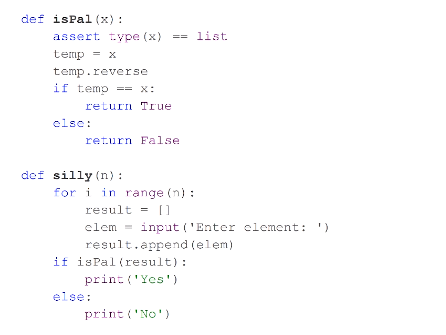 def isPal(x):
    assert type(x) == list
    temp = x
    temp.reverse
    if temp == x:
        return True
    else:
        return False

def silly(n):
    for i in range(n):
        result = []
        elem = input('Enter element: ')
        result.append(elem)
    if isPal(result):
        print('Yes')
    else:
        print('No')